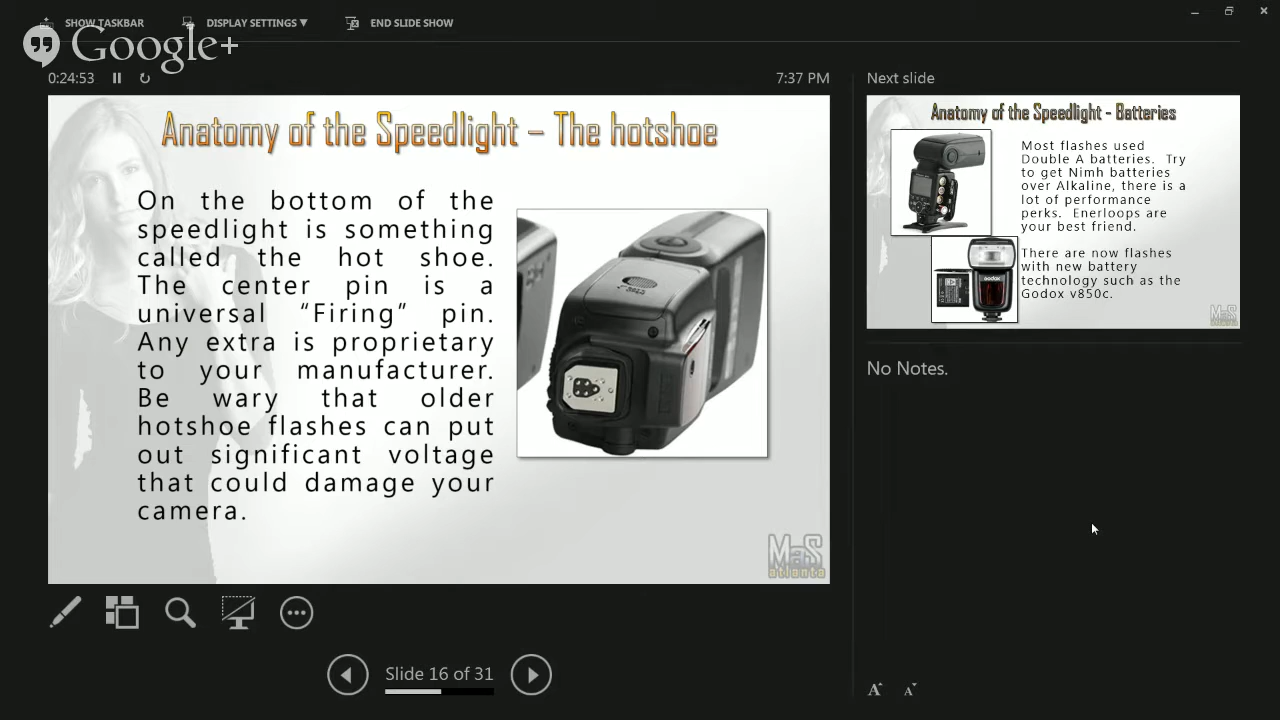 SHOW TASKBAR
DISPLAY SETTINGS ▼
END SLIDE SHOW
Google+
0:24:53
7:37 PM
Next slide
Anatomy of the Speedlight – The hotshoe
On the bottom of the
speedlight is something
called the hot shoe.
The center pin is a
universal “Firing” pin.
Any extra is proprietary
to your manufacturer.
Be wary that older
hotshoe flashes can put
out significant voltage
that could damage your
camera.
MaS
atlanta
Anatomy of the Speedlight - Batteries
Most flashes used
Double A batteries. Try
to get Nimh batteries
over Alkaline, there is a
lot of performance
perks. Enerloops are
your best friend.
There are now flashes
with new battery
technology such as the
Godox v850c.
GODOX
MaS
atlanta
No Notes.
Slide 16 of 31
A A